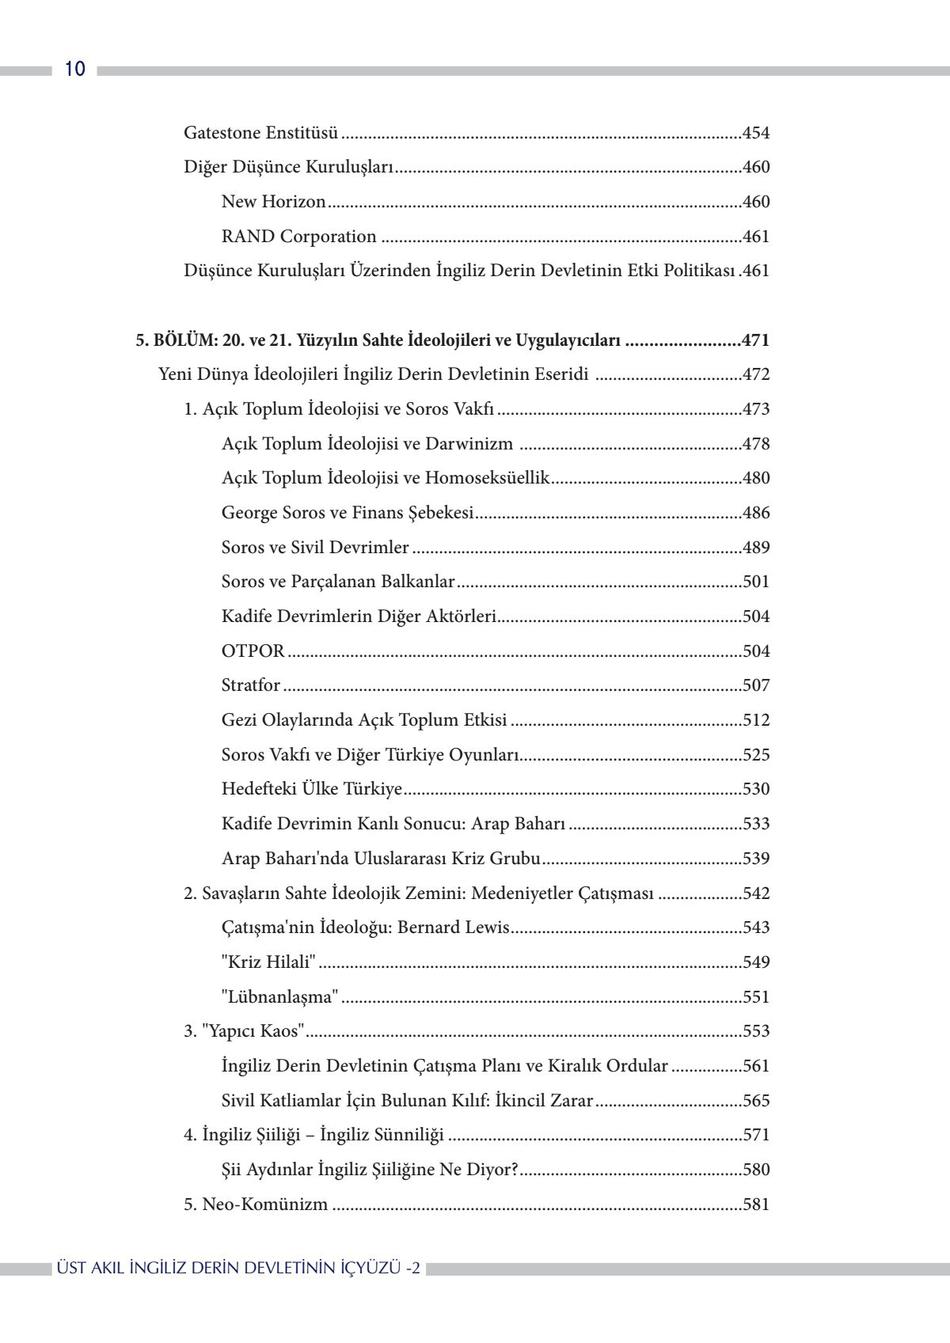 10
Gatestone Enstitüsü ..........................................................................................454
Diğer Düşünce Kuruluşları..............................................................................460
New Horizon.............................................................................................460
RAND Corporation .................................................................................461
Düşünce Kuruluşları Üzerinden İngiliz Derin Devletinin Etki Politikası .461
5. BÖLÜM: 20. ve 21. Yüzyılın Sahte İdeolojileri ve Uygulayıcıları ..........................471
Yeni Dünya İdeolojileri İngiliz Derin Devletinin Eseridi .................................472
1. Açık Toplum İdeolojisi ve Soros Vakfı .......................................................473
Açık Toplum İdeolojisi ve Darwinizm ..................................................478
Açık Toplum İdeolojisi ve Homoseksüellik...........................................480
George Soros ve Finans Şebekesi............................................................486
Soros ve Sivil Devrimler ..........................................................................489
Soros ve Parçalanan Balkanlar................................................................501
Kadife Devrimlerin Diğer Aktörleri.......................................................504
OTPOR ......................................................................................................504
Stratfor .......................................................................................................507
Gezi Olaylarında Açık Toplum Etkisi ....................................................512
Soros Vakfı ve Diğer Türkiye Oyunları..................................................525
Hedefteki Ülke Türkiye............................................................................530
Kadife Devrimin Kanlı Sonucu: Arap Baharı .......................................533
Arap Baharı'nda Uluslararası Kriz Grubu.............................................539
2. Savaşların Sahte İdeolojik Zemini: Medeniyetler Çatışması ...................542
Çatışma'nin İdeoloğu: Bernard Lewis....................................................543
"Kriz Hilali" ...............................................................................................549
"Lübnanlaşma" ..........................................................................................551
3. "Yapıcı Kaos"..................................................................................................553
İngiliz Derin Devletinin Çatışma Planı ve Kiralık Ordular ................561
Sivil Katliamlar İçin Bulunan Kılıf: İkincil Zarar.................................565
4. İngiliz Şiiliği – İngiliz Sünniliği ..................................................................571
Şii Aydınlar İngiliz Şiiliğine Ne Diyor?..................................................580
5. Neo-Komünizm ............................................................................................581
ÜST AKIL İNGİLİZ DERİN DEVLETİNİN İÇYÜZÜ -2